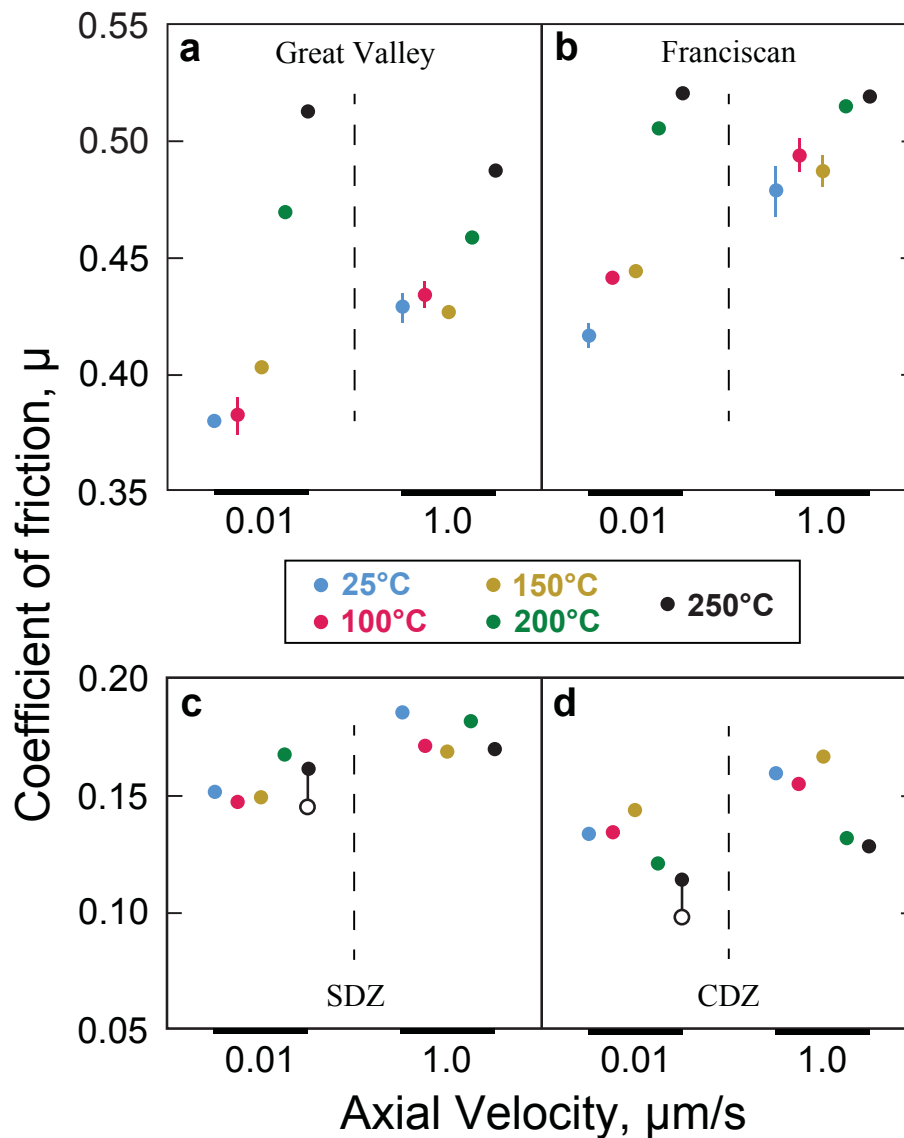 Coefficient of friction, μ
0.55
0.50
0.45
0.40
0.35
a
Great Valley
b
Franciscan
0.01
1.0
0.01
1.0
25°C
150°C
250°C
100°C
200°C
0.20
0.15
0.10
0.05
c
d
SDZ
CDZ
0.01
1.0
0.01
1.0
Axial Velocity, μm/s